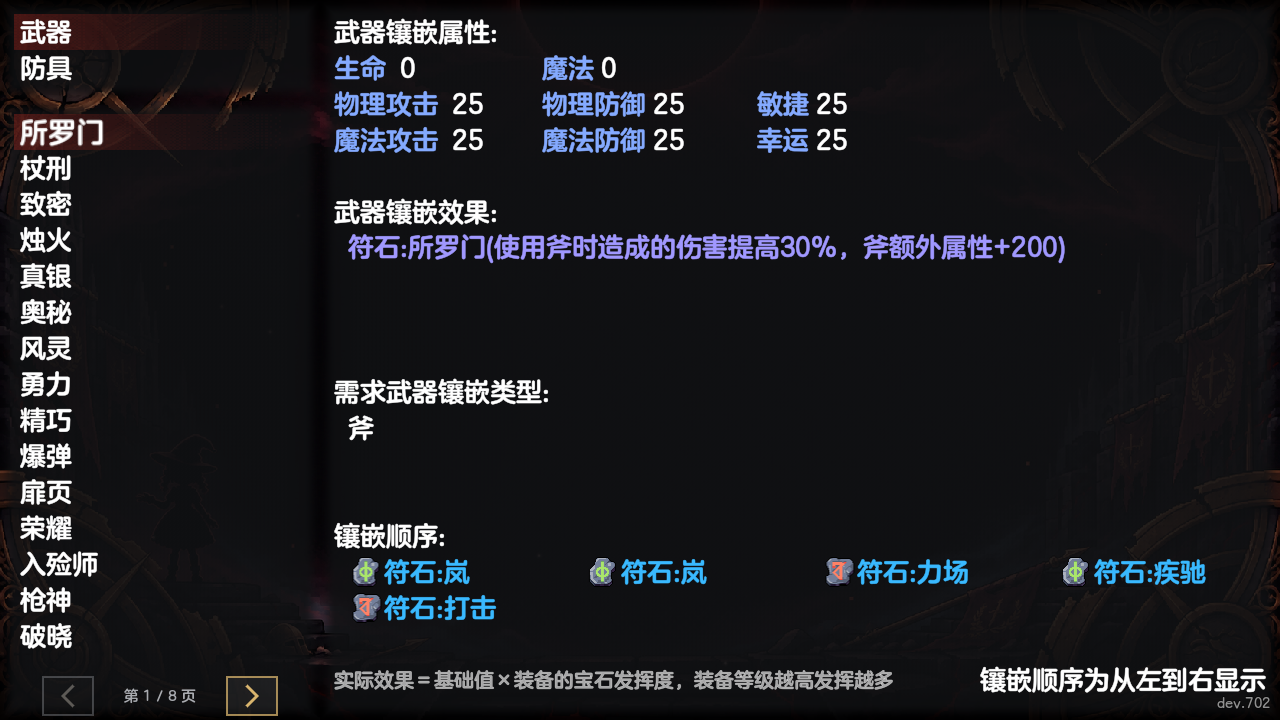 武器
防具
所罗门
杖刑
致密
烛火
真银
奥秘
风灵
勇力
精巧
爆弹
扉页
荣耀
入殓师
枪神
破晓
第 1 / 8 页
武器镶嵌属性:
生命 0 魔法 0
物理攻击 25 物理防御 25 敏捷 25
魔法攻击 25 魔法防御 25 幸运 25
武器镶嵌效果:
符石:所罗门(使用斧时造成的伤害提高30%，斧额外属性+200)
需求武器镶嵌类型:
斧
镶嵌顺序:
符石:岚 符石:岚 符石:力场 符石:疾驰
符石:打击
实际效果=基础值×装备的宝石发挥度，装备等级越高发挥越多
镶嵌顺序为从左到右显示
dev.702